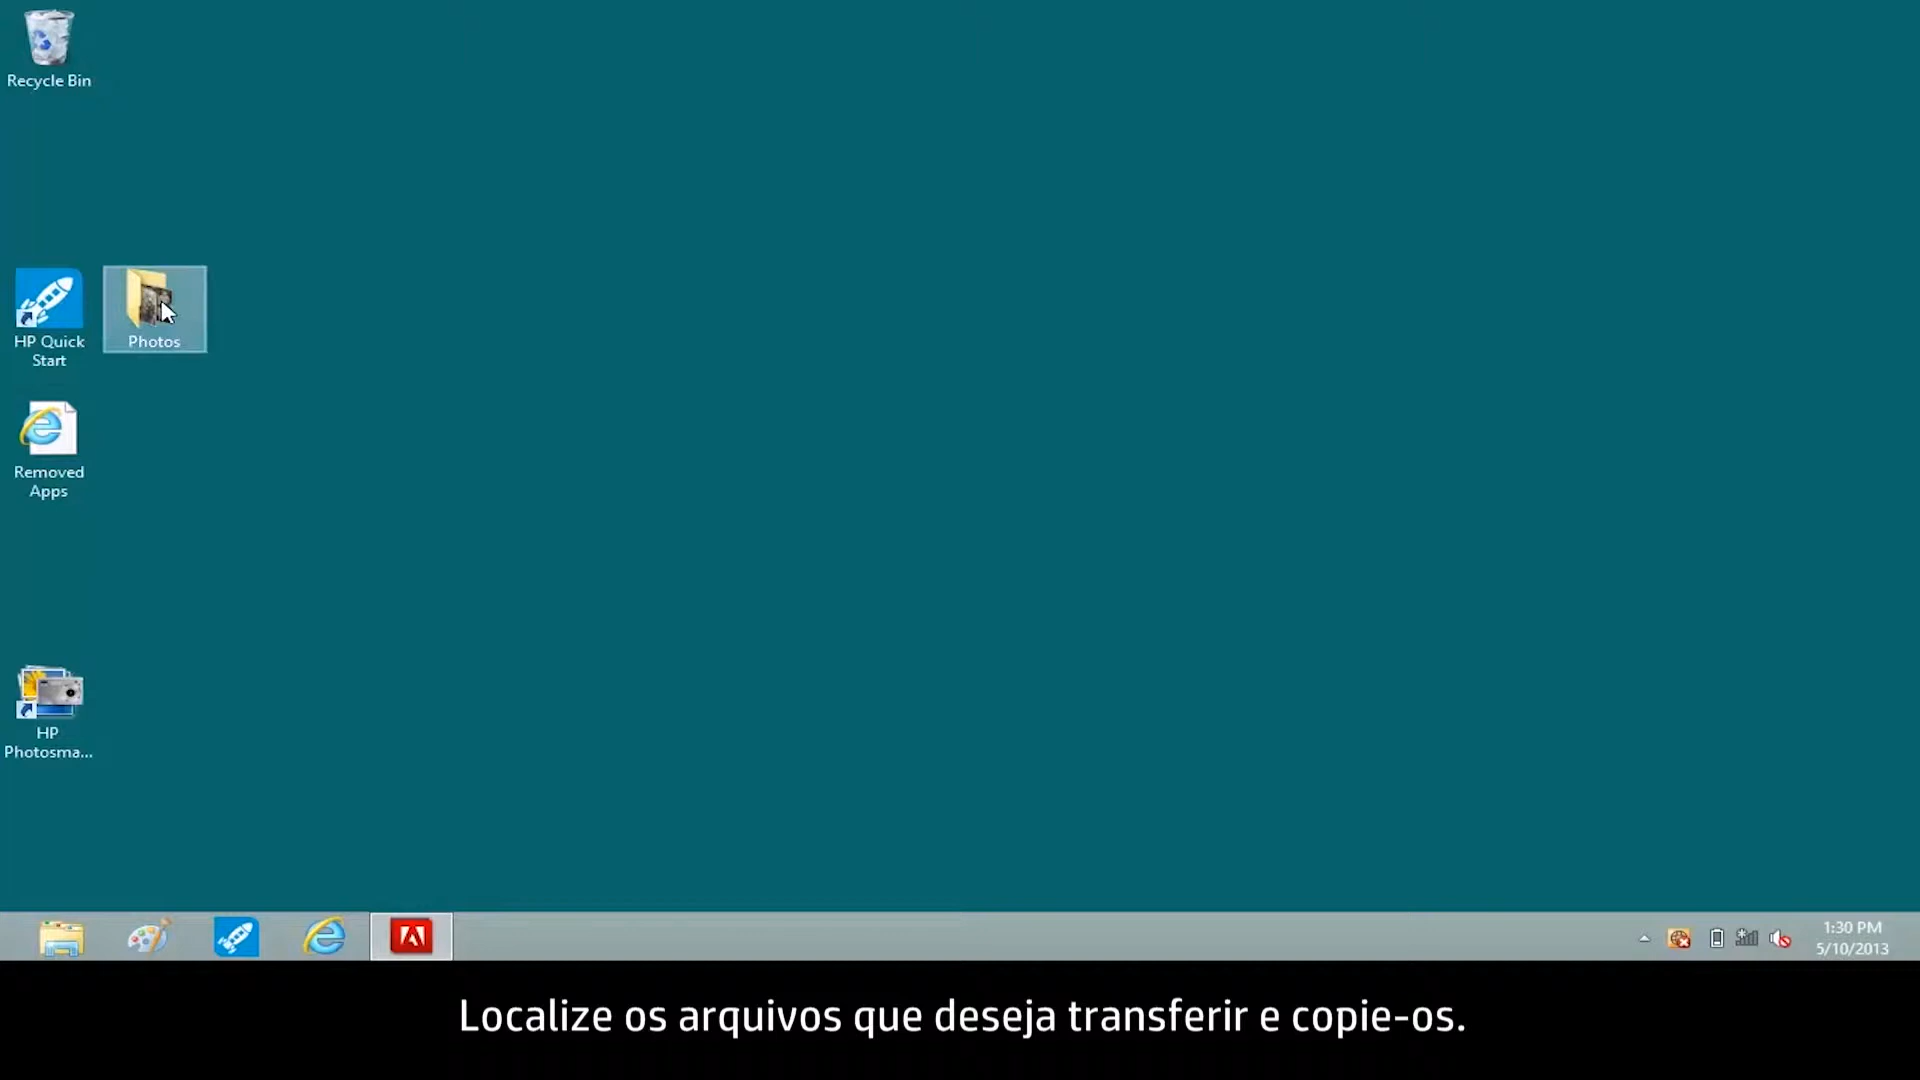 Recycle Bin
HP Quick
Start
Photos
Removed
Apps
HP
Photosma...
1:30 PM
5/10/2013
Localize os arquivos que deseja transferir e copie-os.